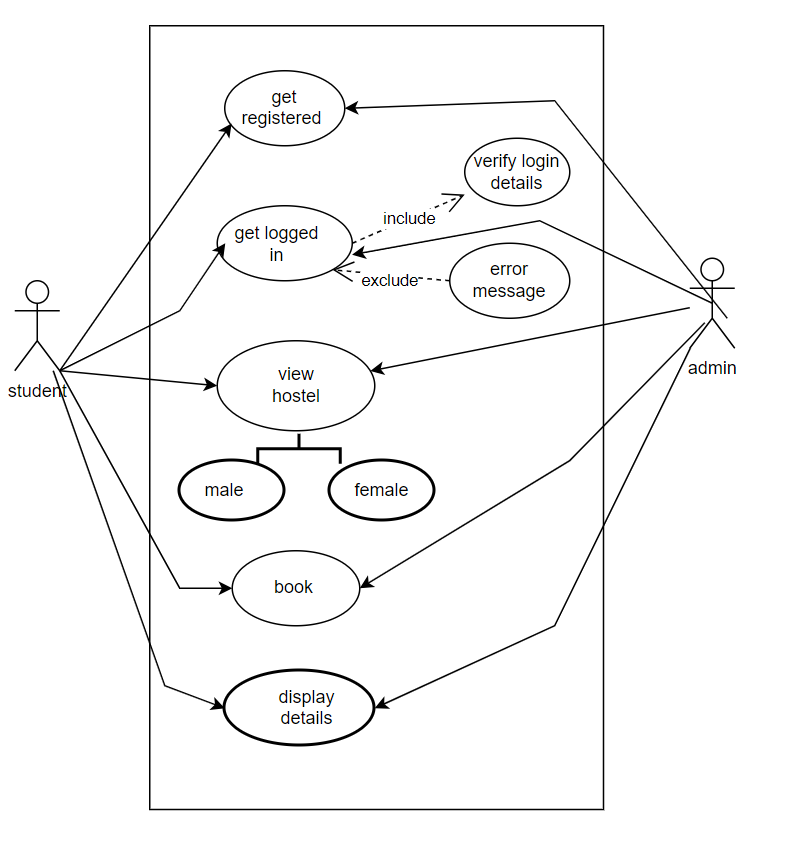 get
registered
verify login
details
include
get logged
in
exclude
error
message
student
admin
view
hostel
male
female
book
display
details